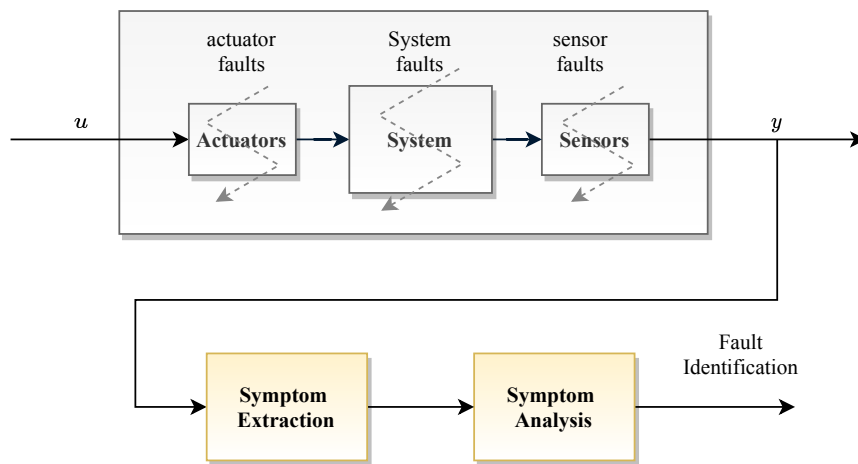 actuator
faults
System
faults
sensor
faults
u
Actuators
System
Sensors
y
Fault
Identification
Symptom
Extraction
Symptom
Analysis